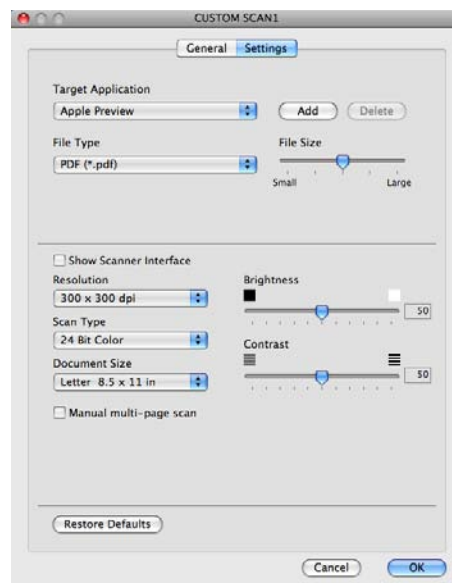 CUSTOM SCAN1
General Settings
Target Application
Apple Preview Add Delete
File Type File Size
PDF (*.pdf)
Small Large
Show Scanner Interface
Resolution Brightness
300 x 300 dpi 50
Scan Type
24 Bit Color Contrast
Document Size
Letter 8.5 x 11 in 50
Manual multi-page scan
Restore Defaults
Cancel OK